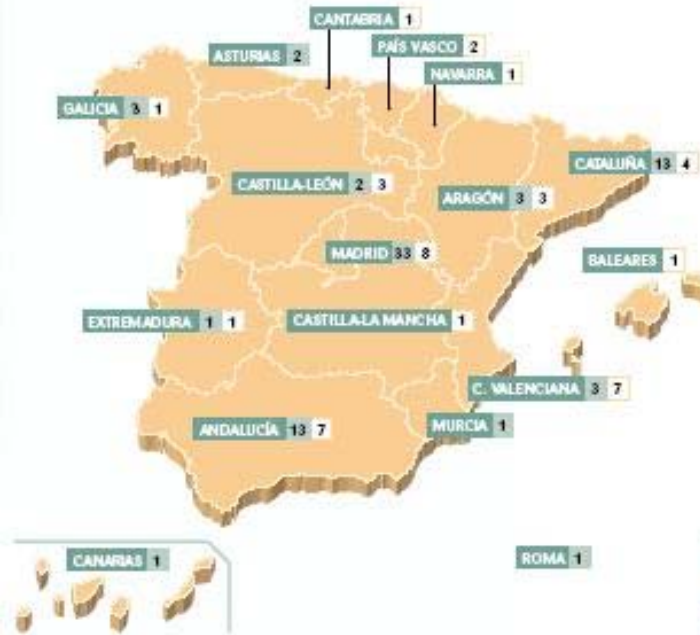 CANTABRIA 1
ASTURIAS 2
PAÍS VASCO 2
NAVARRA 1
GALICIA 3 1
CATALUÑA 13 4
CASTILLA-LEÓN 2 3
ARAGÓN 3 3
MADRID 33 8
BALEARES 1
EXTREMADURA 1 1
CASTILLA-LA MANCHA 1
C. VALENCIANA 3 7
ANDALUCÍA 13 7
MURCIA 1
CANARIAS 1
ROMA 1